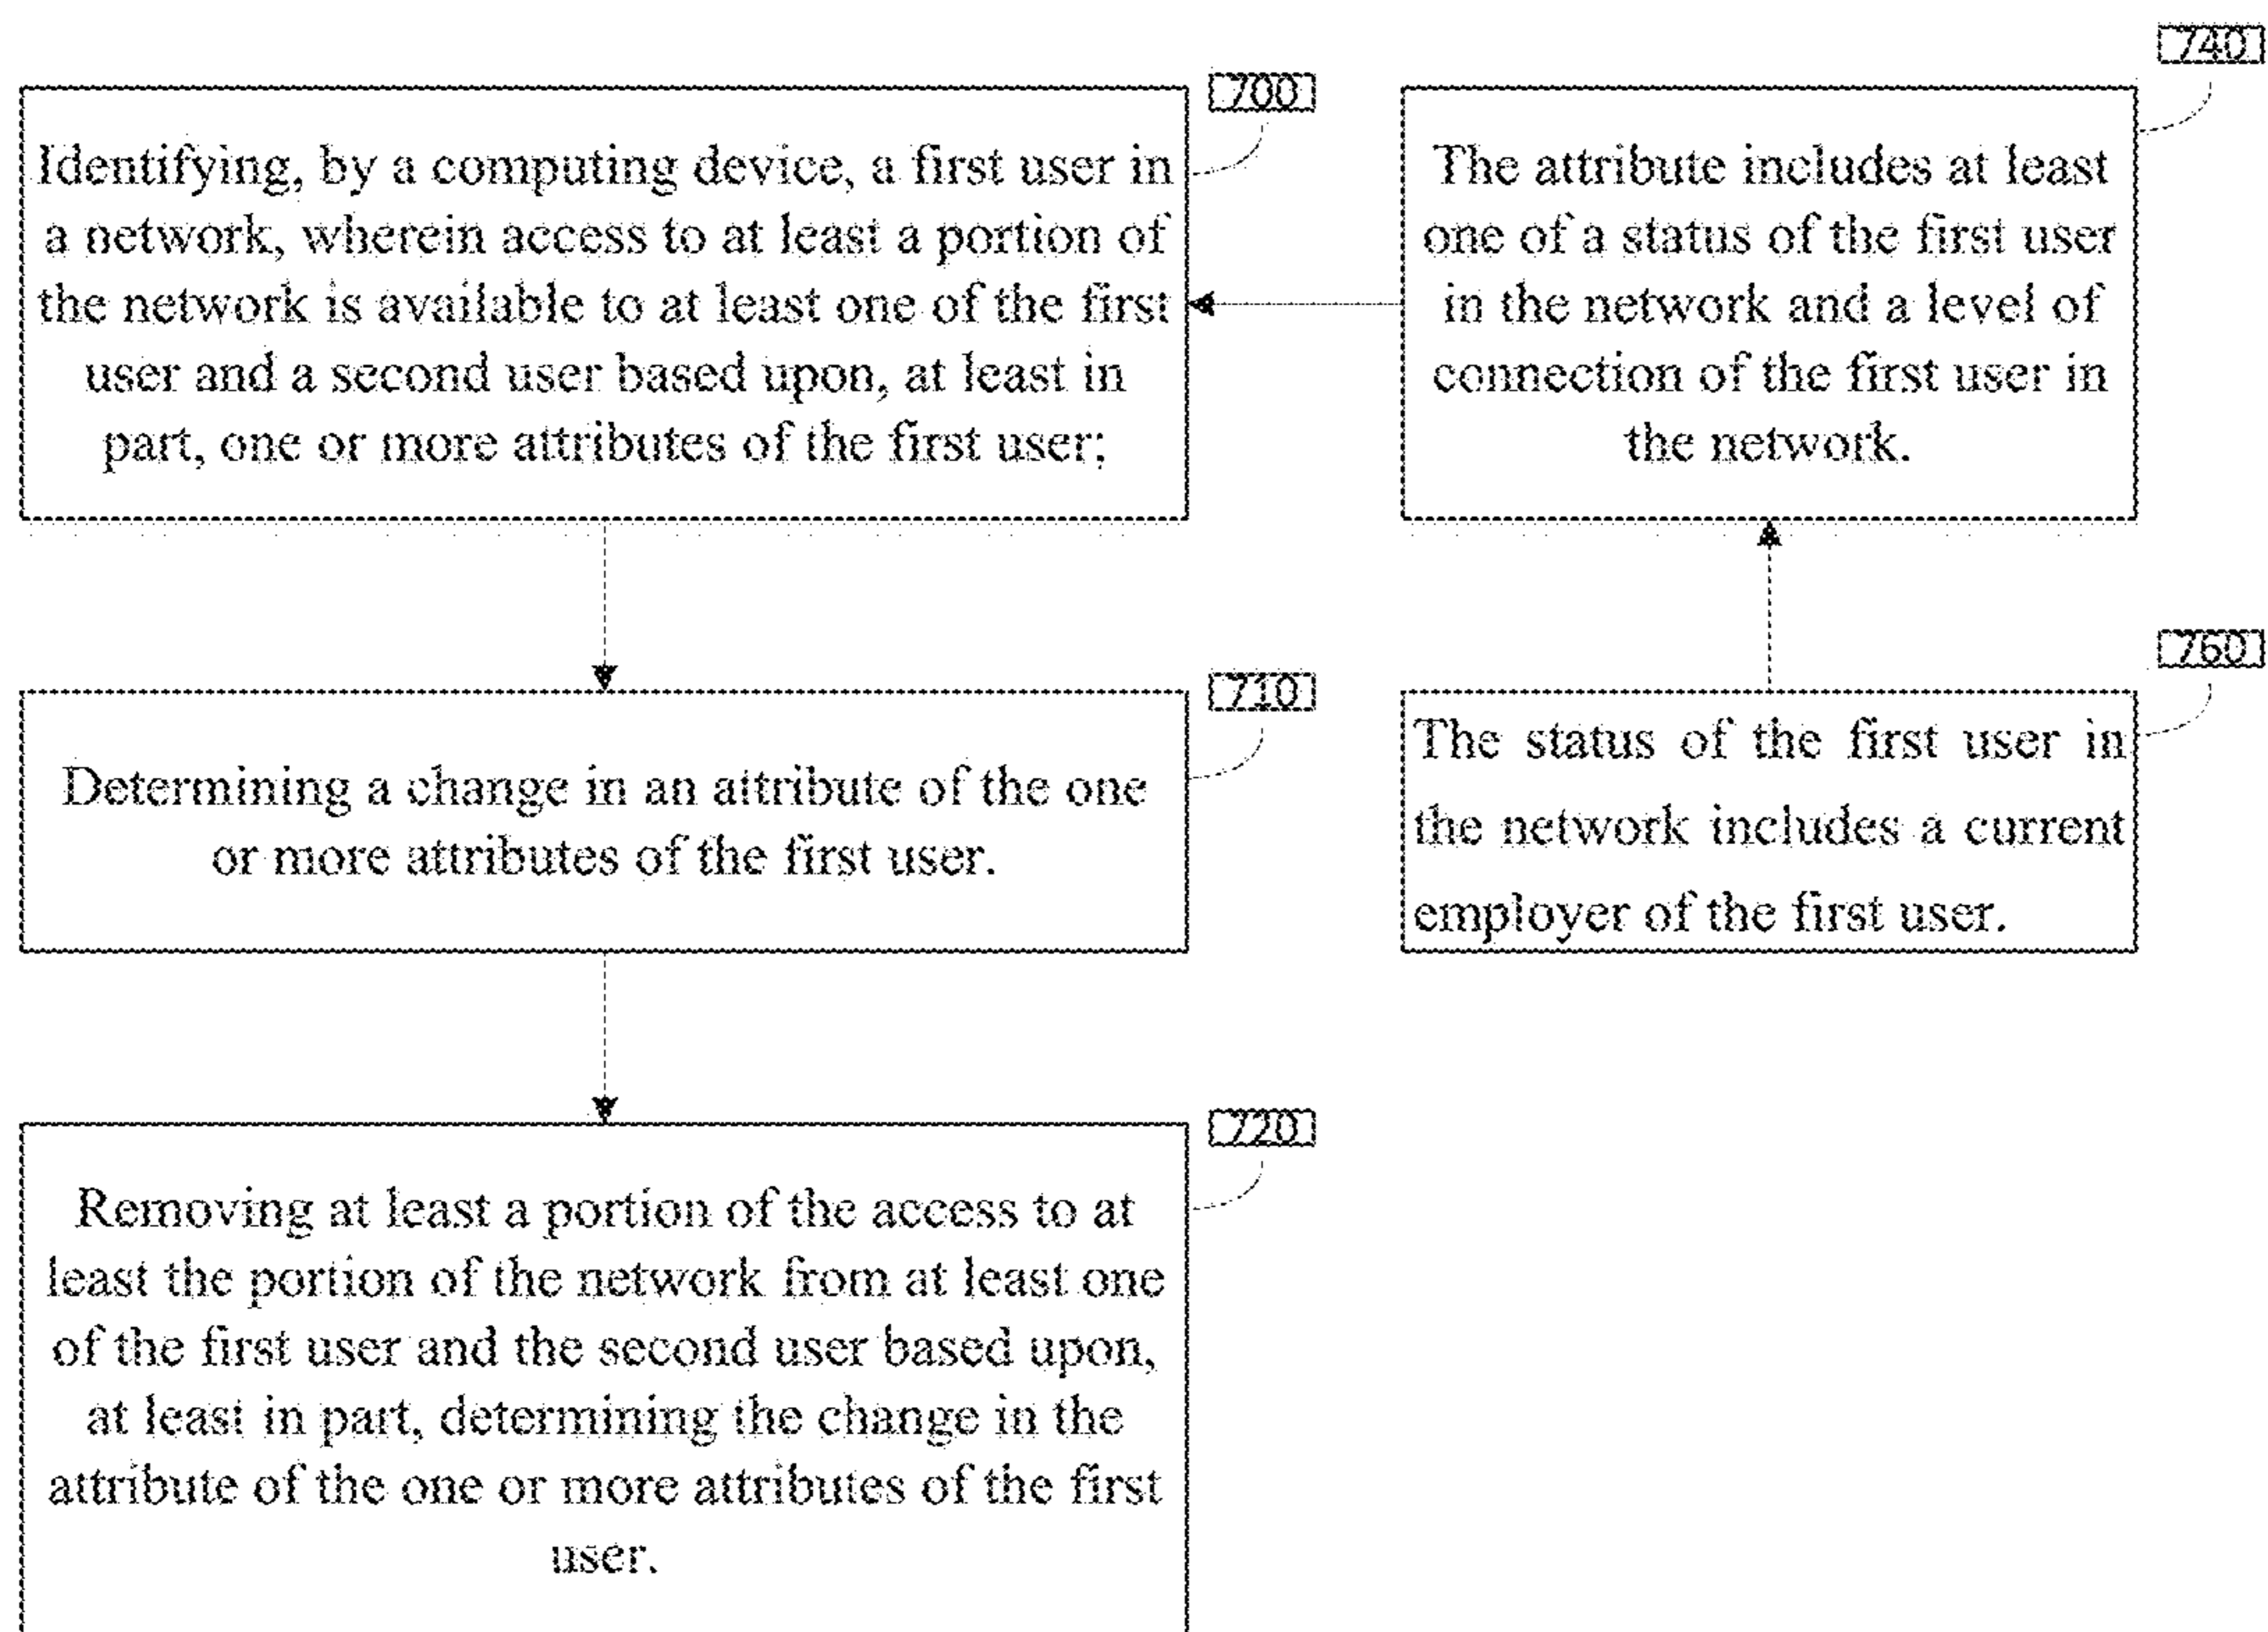 700
Identifying, by a computing device, a first user in
a network, wherein access to at least a portion of
the network is available to at least one of the first
user and a second user based upon, at least in
part, one or more attributes of the first user;
740
The attribute includes at least
one of a status of the first user
in the network and a level of
connection of the first user in
the network.
710
Determining a change in an attribute of the one
or more attributes of the first user.
760
The status of the first user in
the network includes a current
employer of the first user.
720
Removing at least a portion of the access to at
least the portion of the network from at least one
of the first user and the second user based upon,
at least in part, determining the change in the
attribute of the one or more attributes of the first
user.